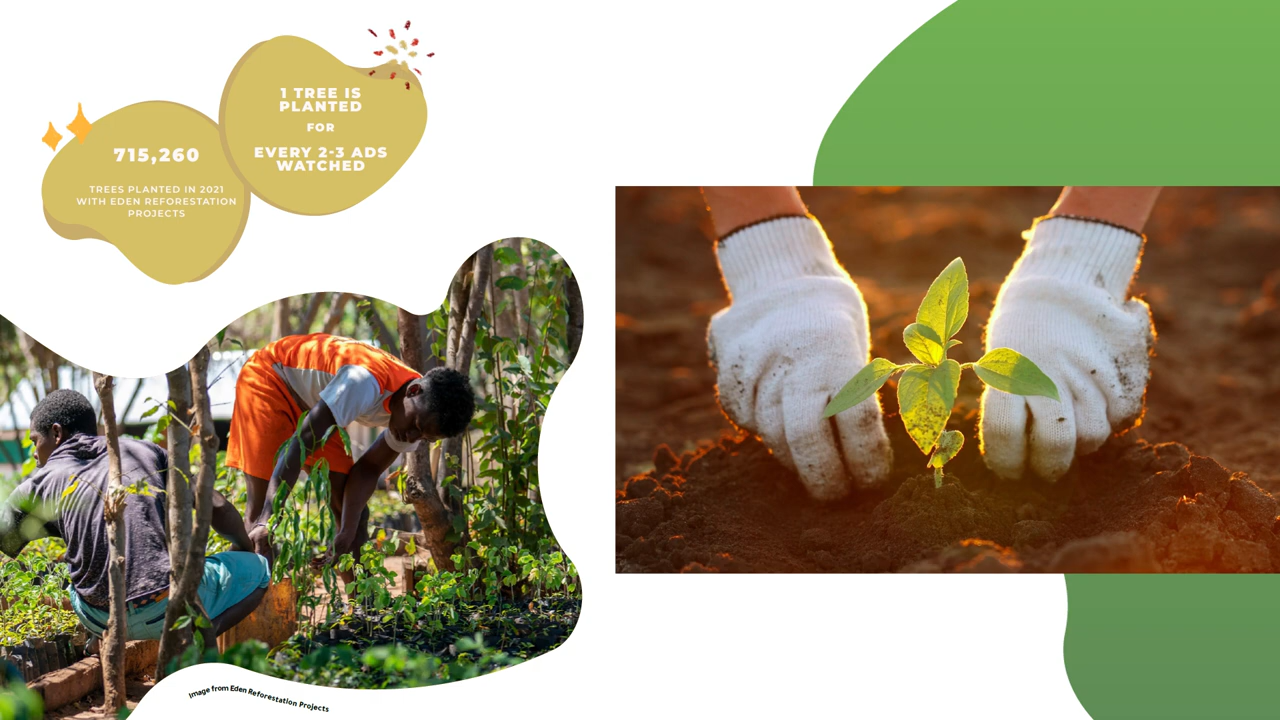 1 TREE IS
PLANTED
FOR
EVERY 2-3 ADS
WATCHED
715,260
TREES PLANTED IN 2021
WITH EDEN REFORESTATION
PROJECTS
Image from Eden Reforestation Projects